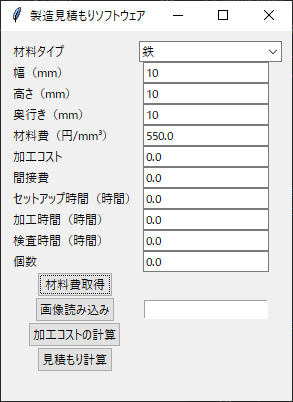 製造見積もりソフトウェア
材料タイプ 鉄
幅（mm） 10
高さ（mm） 10
奥行き（mm） 10
材料費（円/mm³） 550.0
加工コスト 0.0
間接費 0.0
セットアップ時間（時間） 0.0
加工時間（時間） 0.0
検査時間（時間） 0.0
個数 0.0
材料費取得
画像読み込み
加工コストの計算
見積もり計算